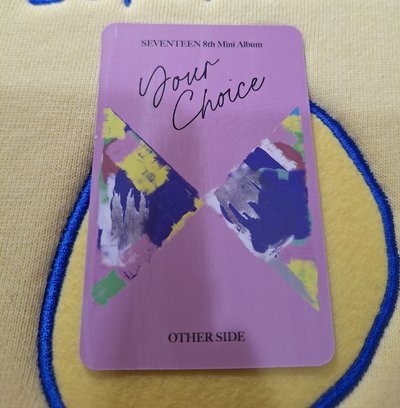 SEVENTEEN 8th Mini Album
Your
Choice
OTHER SIDE